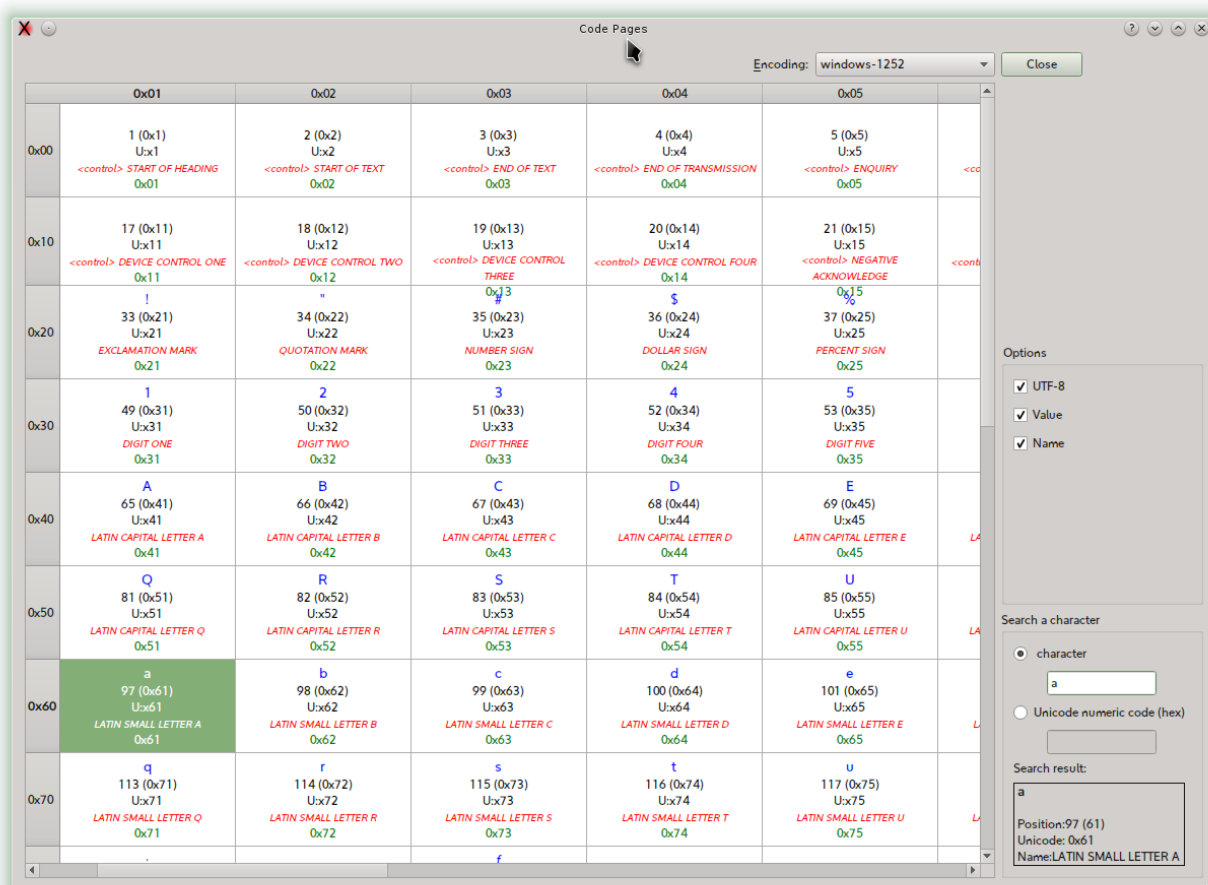 Code Pages
Encoding: windows-1252 Close
0x01 0x02 0x03 0x04 0x05
0x00
1 (0x1) 2 (0x2) 3 (0x3) 4 (0x4) 5 (0x5)
U:x1 U:x2 U:x3 U:x4 U:x5
<control> START OF HEADING <control> START OF TEXT <control> END OF TEXT <control> END OF TRANSMISSION <control> ENQUIRY <co
0x01 0x02 0x03 0x04 0x05
0x10
17 (0x11) 18 (0x12) 19 (0x13) 20 (0x14) 21 (0x15)
U:x11 U:x12 U:x13 U:x14 U:x15
<control> DEVICE CONTROL ONE <control> DEVICE CONTROL TWO <control> DEVICE CONTROL THREE <control> DEVICE CONTROL FOUR <control> NEGATIVE ACKNOWLEDGE <conti
0x11 0x12 0x13 0x14 0x15
0x20
! " # $ %
33 (0x21) 34 (0x22) 35 (0x23) 36 (0x24) 37 (0x25)
U:x21 U:x22 U:x23 U:x24 U:x25
EXCLAMATION MARK QUOTATION MARK NUMBER SIGN DOLLAR SIGN PERCENT SIGN
0x21 0x22 0x23 0x24 0x25
0x30
1 2 3 4 5
49 (0x31) 50 (0x32) 51 (0x33) 52 (0x34) 53 (0x35)
U:x31 U:x32 U:x33 U:x34 U:x35
DIGIT ONE DIGIT TWO DIGIT THREE DIGIT FOUR DIGIT FIVE
0x31 0x32 0x33 0x34 0x35
0x40
A B C D E
65 (0x41) 66 (0x42) 67 (0x43) 68 (0x44) 69 (0x45)
U:x41 U:x42 U:x43 U:x44 U:x45
LATIN CAPITAL LETTER A LATIN CAPITAL LETTER B LATIN CAPITAL LETTER C LATIN CAPITAL LETTER D LATIN CAPITAL LETTER E LA
0x41 0x42 0x43 0x44 0x45
0x50
Q R S T U
81 (0x51) 82 (0x52) 83 (0x53) 84 (0x54) 85 (0x55)
U:x51 U:x52 U:x53 U:x54 U:x55
LATIN CAPITAL LETTER Q LATIN CAPITAL LETTER R LATIN CAPITAL LETTER S LATIN CAPITAL LETTER T LATIN CAPITAL LETTER U LA
0x51 0x52 0x53 0x54 0x55
0x60
a b c d e
97 (0x61) 98 (0x62) 99 (0x63) 100 (0x64) 101 (0x65)
U:x61 U:x62 U:x63 U:x64 U:x65
LATIN SMALL LETTER A LATIN SMALL LETTER B LATIN SMALL LETTER C LATIN SMALL LETTER D LATIN SMALL LETTER E L
0x61 0x62 0x63 0x64 0x65
0x70
q r s t u
113 (0x71) 114 (0x72) 115 (0x73) 116 (0x74) 117 (0x75)
U:x71 U:x72 U:x73 U:x74 U:x75
LATIN SMALL LETTER Q LATIN SMALL LETTER R LATIN SMALL LETTER S LATIN SMALL LETTER T LATIN SMALL LETTER U L
0x71 0x72 0x73 0x74 0x75
Options
UTF-8
Value
Name
Search a character
character
a
Unicode numeric code (hex)
Search result:
a
Position:97 (61)
Unicode: 0x61
Name:LATIN SMALL LETTER A